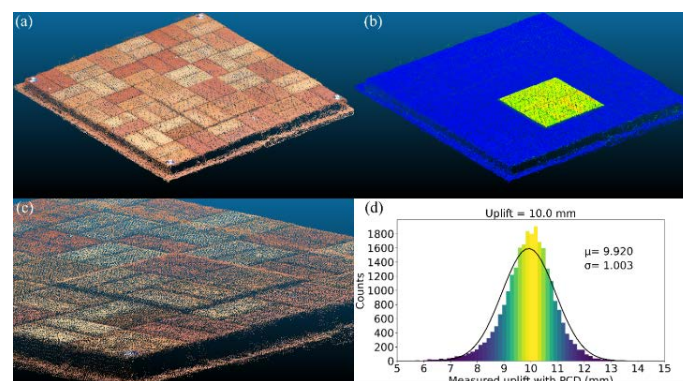 (a)
(b)
(c)
(d)
Uplift = 10.0 mm
1800
1600
1400
1200
1000
800
600
400
200
0
Counts
μ= 9.920
σ= 1.003
5 6 7 8 9 10 11 12 13 14 15
Measured uplift with PCD (mm)